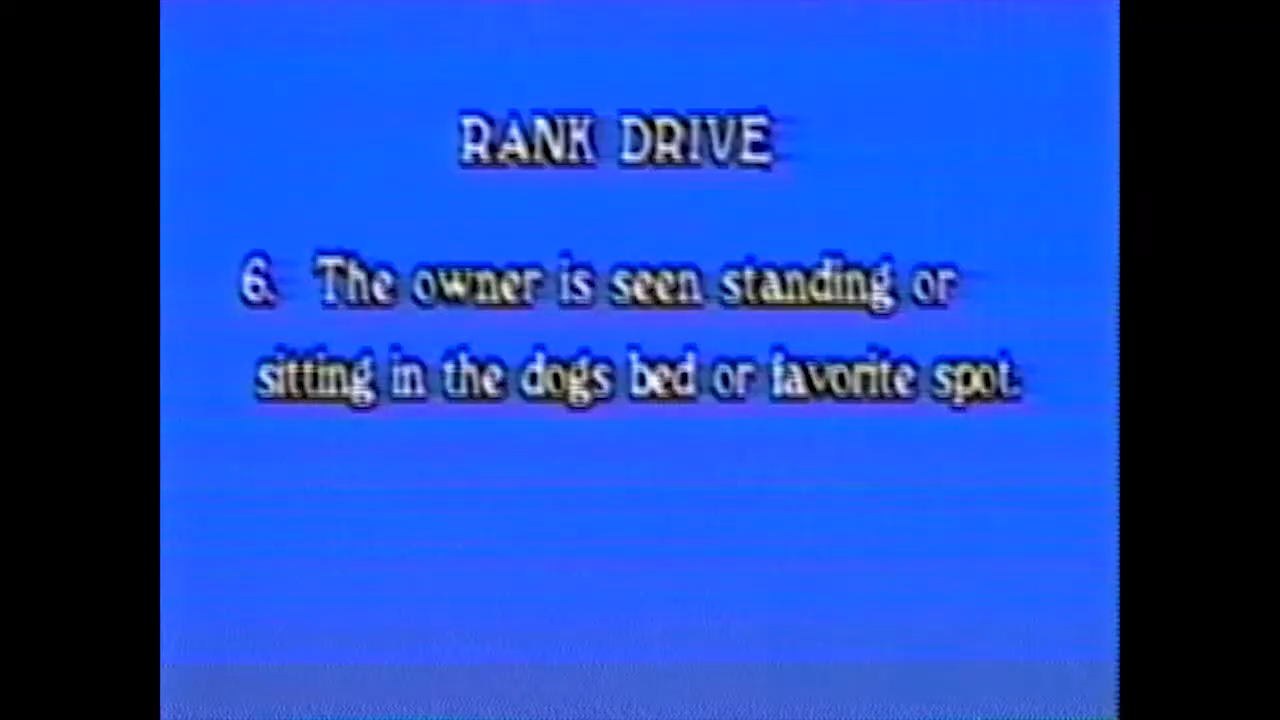 RANK DRIVE
6. The owner is seen standing or
sitting in the dogs bed or favorite spot.